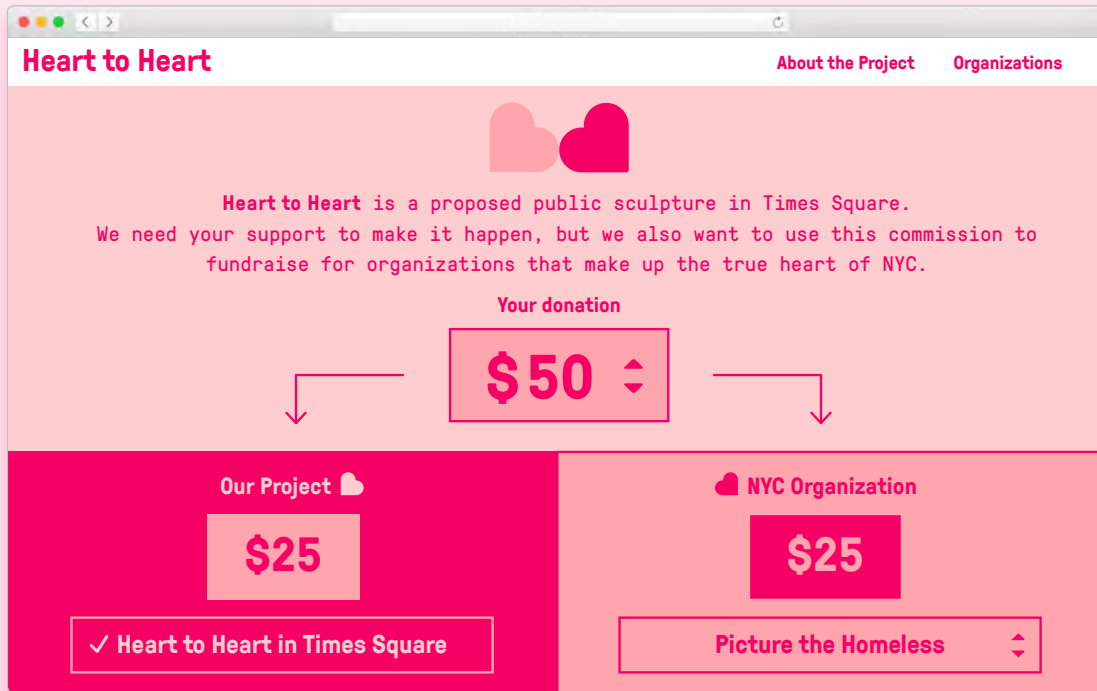 Heart to Heart
About the Project
Organizations
Heart to Heart is a proposed public sculpture in Times Square.
We need your support to make it happen, but we also want to use this commission to
fundraise for organizations that make up the true heart of NYC.
Your donation
$50
Our Project
$25
✓ Heart to Heart in Times Square
NYC Organization
$25
Picture the Homeless